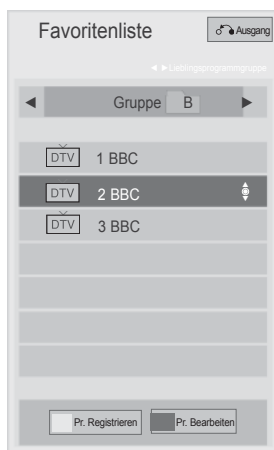 Favoritenliste
Ausgang
◄ ► Lieblingsprogrammgruppe
◄ Gruppe B ►
DTV 1 BBC
DTV 2 BBC
DTV 3 BBC
Pr. Registrieren Pr. Bearbeiten